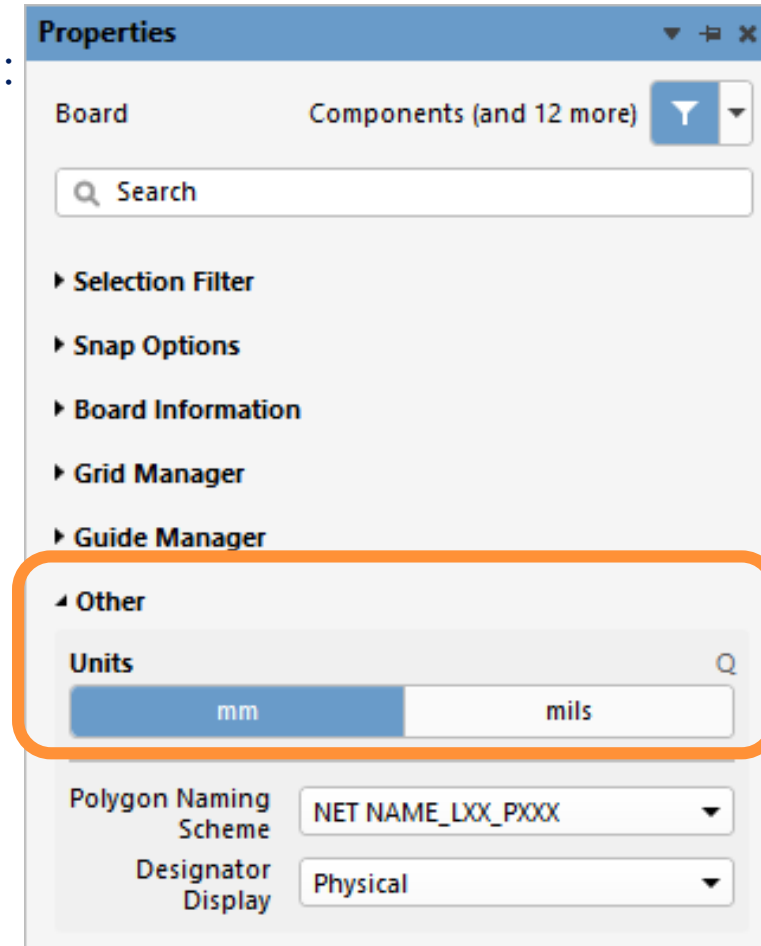 Properties
:
Board Components (and 12 more)
Search
Selection Filter
Snap Options
Board Information
Grid Manager
Guide Manager
Other
Units Q
mm mils
Polygon Naming
Scheme
NET NAME_LXX_PXXX
Designator
Display
Physical